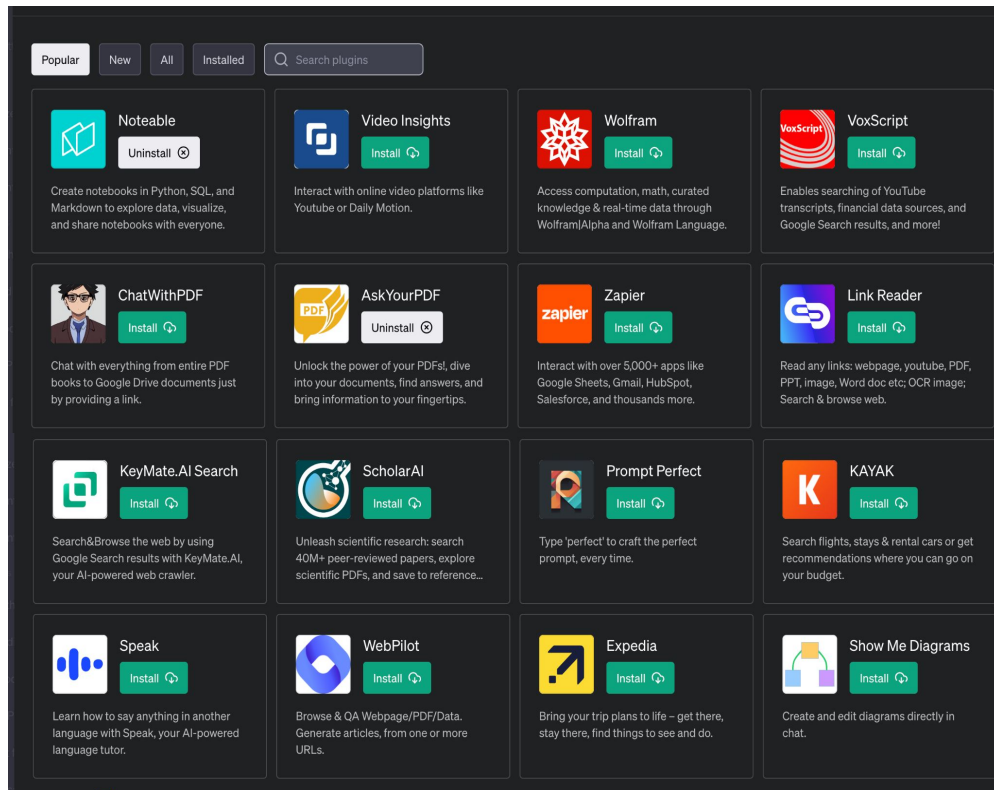 Popular New All Installed Search plugins
Noteable
Uninstall
Create notebooks in Python, SQL, and
Markdown to explore data, visualize,
and share notebooks with everyone.
Video Insights
Install
Interact with online video platforms like
Youtube or Daily Motion.
Wolfram
Install
Access computation, math, curated
knowledge & real-time data through
Wolfram|Alpha and Wolfram Language.
VoxScript
VoxScript
Install
Enables searching of YouTube
transcripts, financial data sources, and
Google Search results, and more!
ChatWithPDF
Install
Chat with everything from entire PDF
books to Google Drive documents just
by providing a link.
PDF
AskYourPDF
Uninstall
Unlock the power of your PDFs!, dive
into your documents, find answers, and
bring information to your fingertips.
zapier
Zapier
Install
Interact with over 5,000+ apps like
Google Sheets, Gmail, HubSpot,
Salesforce, and thousands more.
Link Reader
Install
Read any links: webpage, youtube, PDF,
PPT, image, Word doc etc; OCR image;
Search & browse web.
KeyMate.AI Search
Install
Search&Browse the web by using
Google Search results with KeyMate.AI,
your AI-powered web crawler.
ScholarAI
Install
Unleash scientific research: search
40M+ peer-reviewed papers, explore
scientific PDFs, and save to reference...
Prompt Perfect
Install
Type 'perfect' to craft the perfect
prompt, every time.
K
KAYAK
Install
Search flights, stays & rental cars or get
recommendations where you can go on
your budget.
Speak
Install
Learn how to say anything in another
language with Speak, your AI-powered
language tutor.
WebPilot
Install
Browse & QA Webpage/PDF/Data.
Generate articles, from one or more
URLs.
Expedia
Install
Bring your trip plans to life – get there,
stay there, find things to see and do.
Show Me Diagrams
Install
Create and edit diagrams directly in
chat.